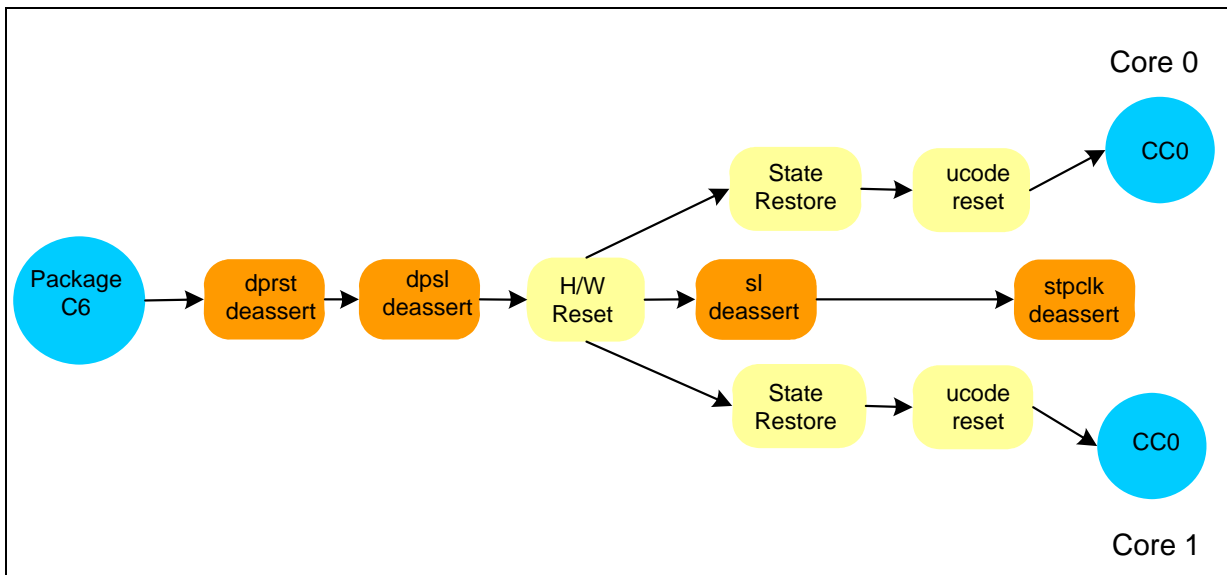 Core 0
CC0
State
Restore
ucode
reset
Package
C6
dprst
deassert
dpsl
deassert
H/W
Reset
sl
deassert
stpclk
deassert
State
Restore
ucode
reset
CC0
Core 1